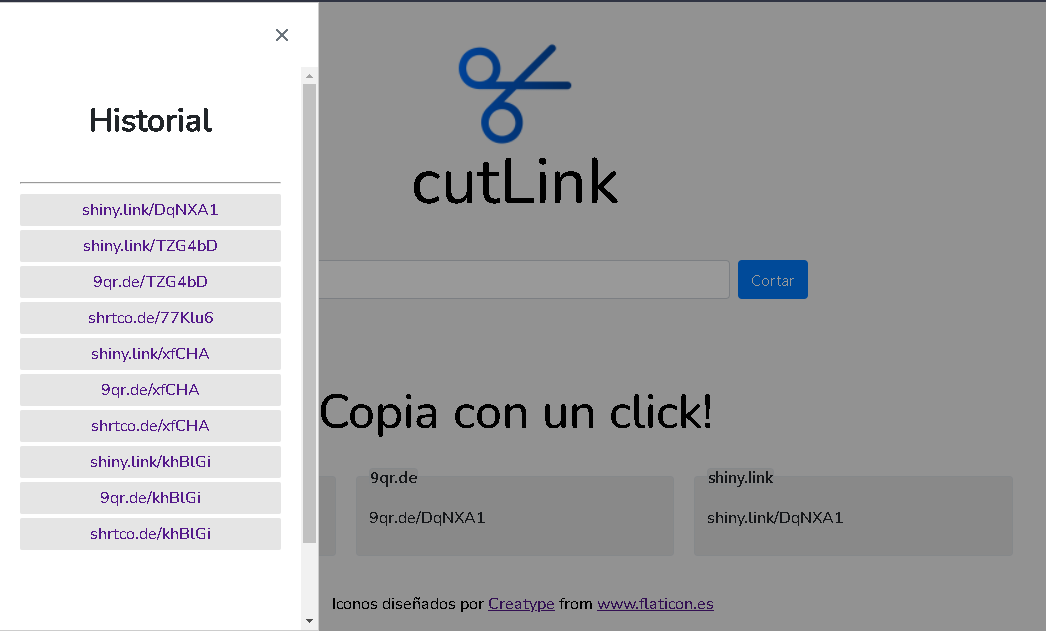 Historial
shiny.link/DqNXA1
shiny.link/TZG4bD
9qr.de/TZG4bD
shrtco.de/77Klu6
shiny.link/xfCHA
9qr.de/xfCHA
shrtco.de/xfCHA
shiny.link/khBlGi
9qr.de/khBlGi
shrtco.de/khBlGi
cutLink
Cortar
Copia con un click!
9qr.de
9qr.de/DqNXA1
shiny.link
shiny.link/DqNXA1
Iconos diseñados por Creatype from www.flaticon.es